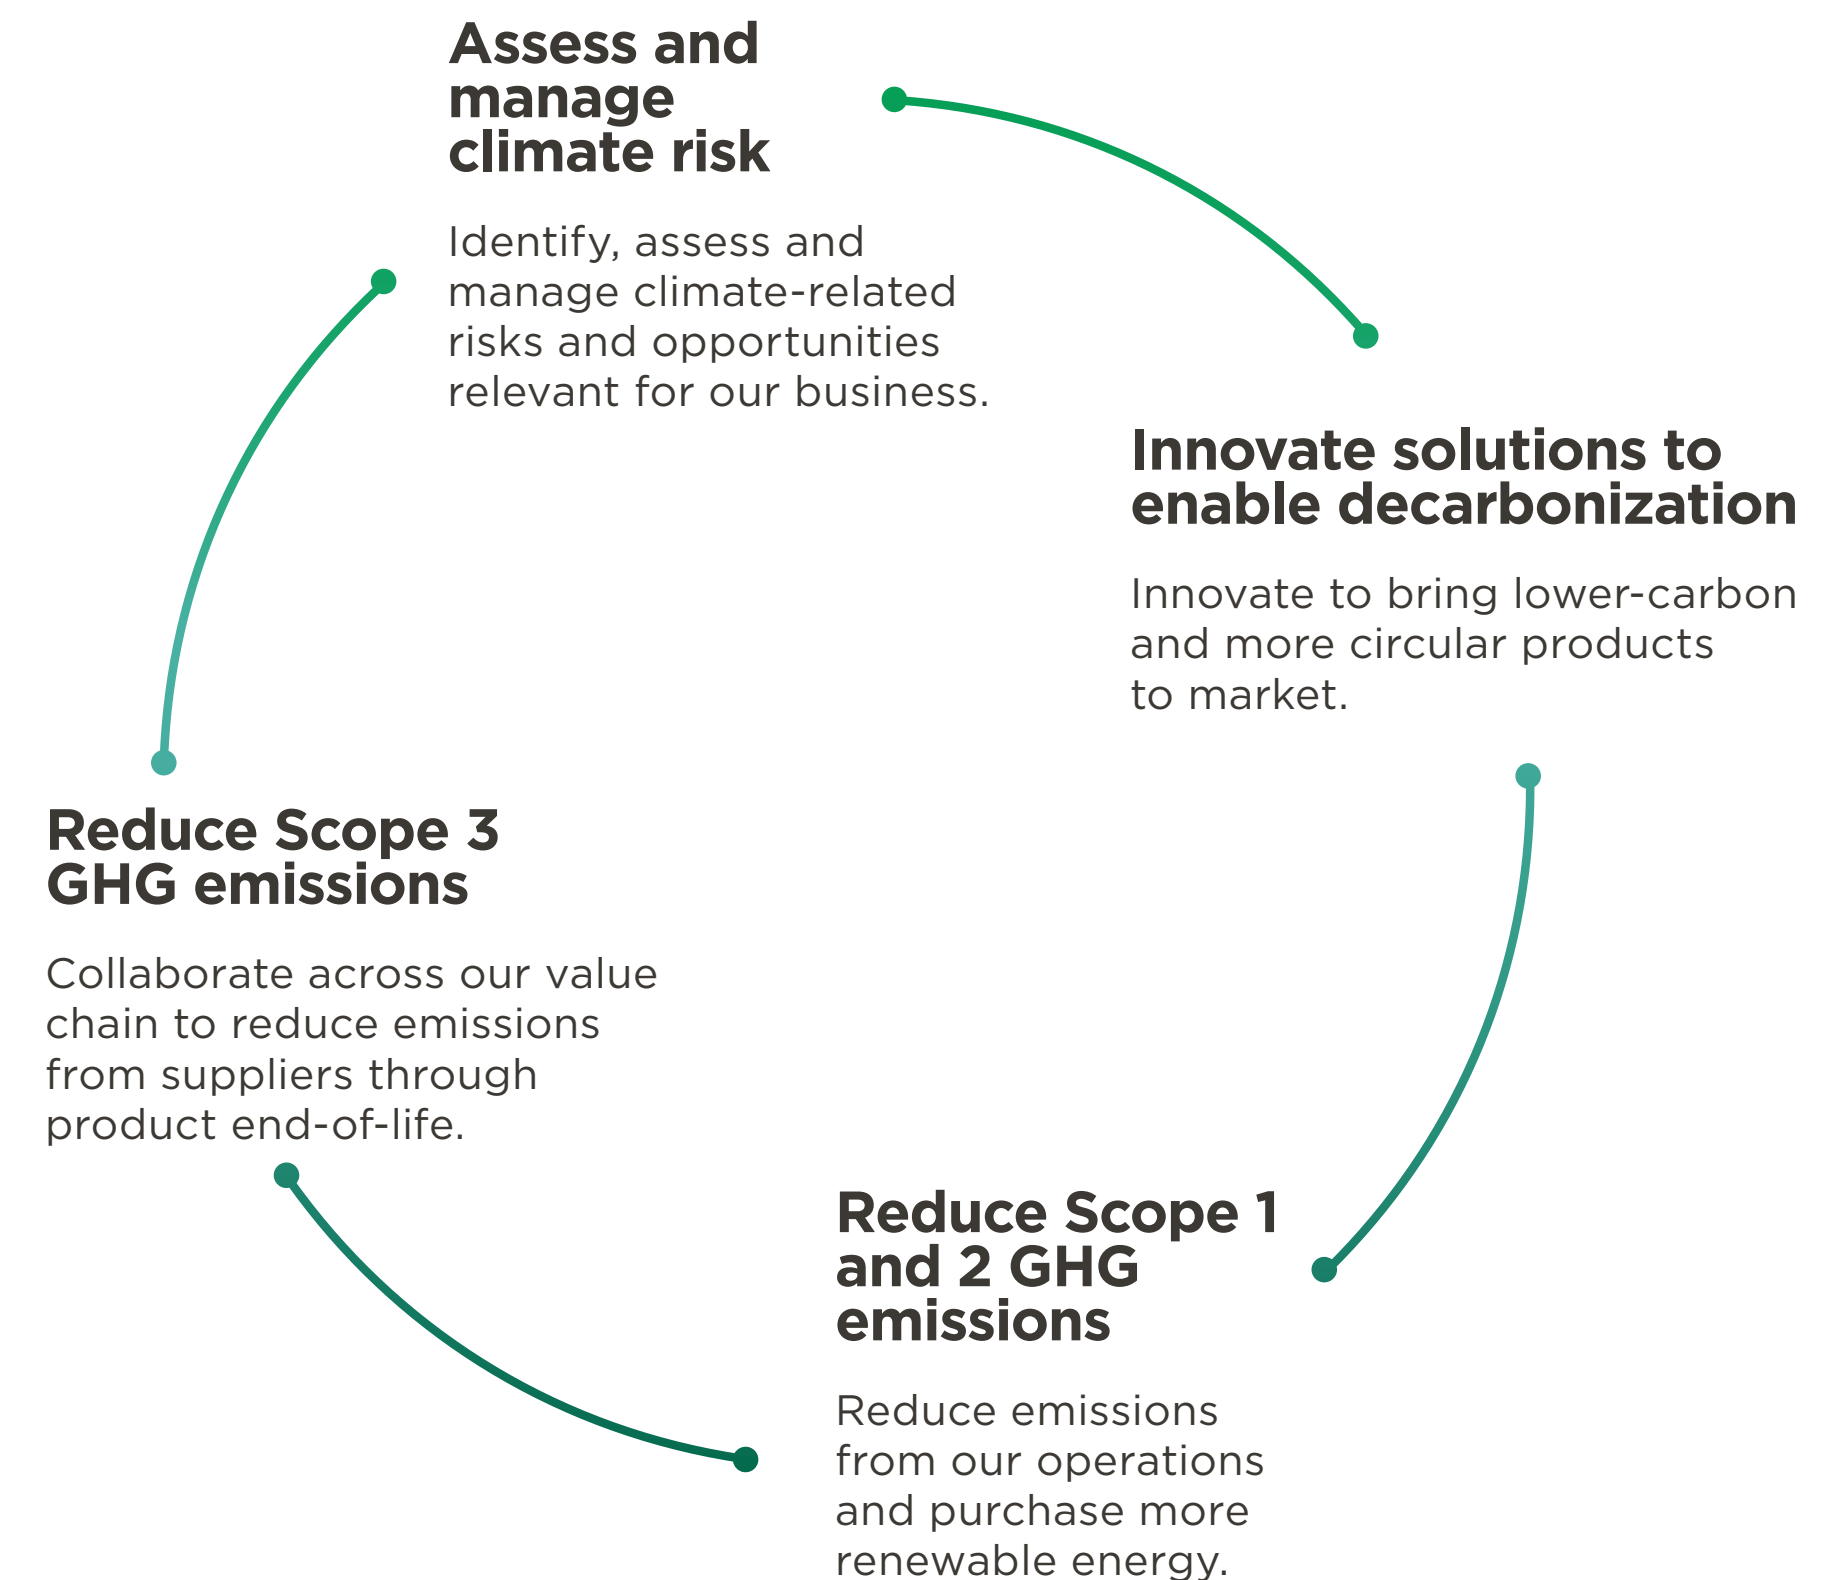 Assess and
manage
climate risk
Identify, assess and
manage climate-related
risks and opportunities
relevant for our business.
Innovate solutions to
enable decarbonization
Innovate to bring lower-carbon
and more circular products
to market.
Reduce Scope 3
GHG emissions
Collaborate across our value
chain to reduce emissions
from suppliers through
product end-of-life.
Reduce Scope 1
and 2 GHG
emissions
Reduce emissions
from our operations
and purchase more
renewable energy.